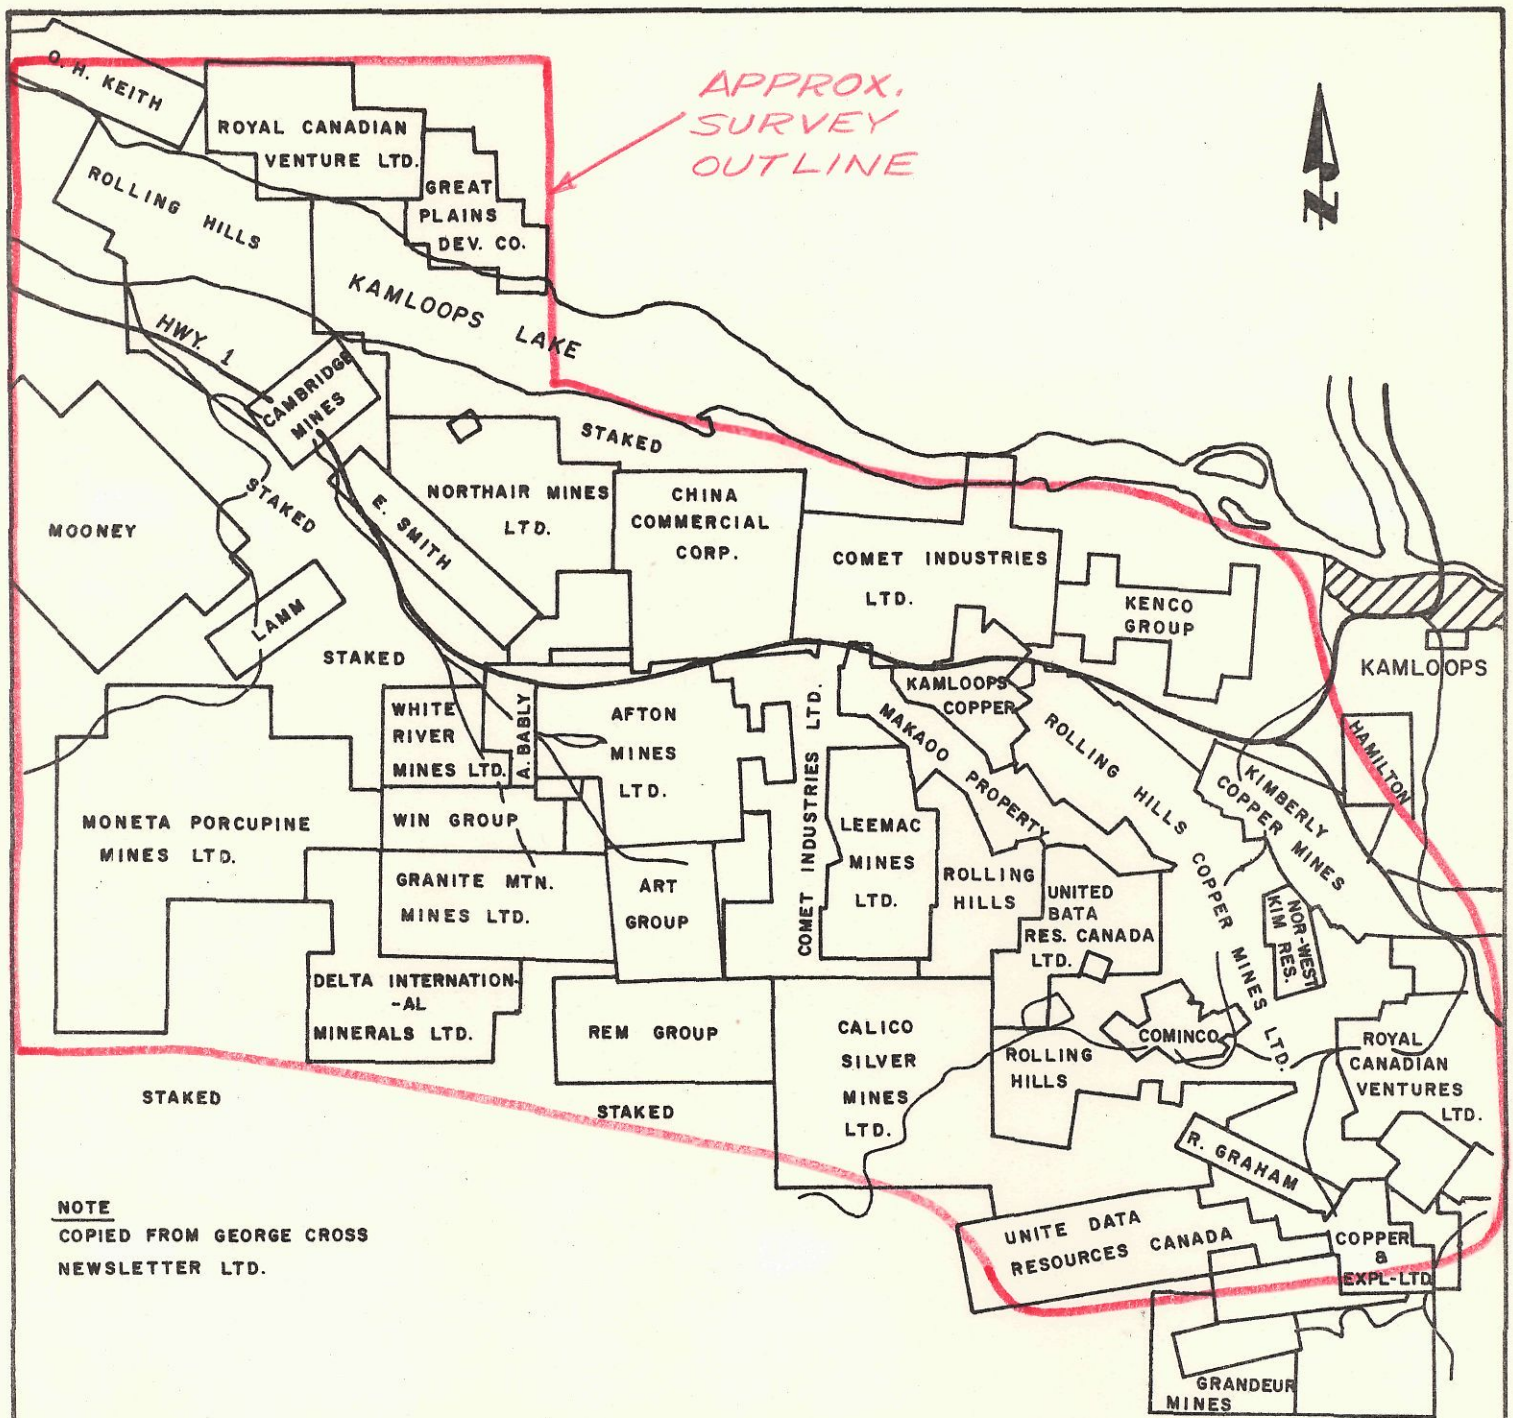 O. H. KEITH
ROYAL CANADIAN
VENTURE LTD.
APPROX.
SURVEY
OUTLINE
N
GREAT
PLAINS
DEV. CO.
ROLLING HILLS
KAMLOOPS LAKE
HWY. 1
CAMBRIDGE
MINES
STAKED
NORTHAIR MINES
LTD.
CHINA
COMMERCIAL
CORP.
E. SMITH
STAKED
MOONEY
LAMM
STAKED
COMET INDUSTRIES
LTD.
KENCO
GROUP
KAMLOOPS
HAMILTON
WHITE
RIVER
MINES LTD.
A. BABLY
AFTON
MINES
LTD.
COMET INDUSTRIES LTD.
KAMLOOPS
COPPER
MAKAOO PROPERTY
ROLLING HILLS COPPER MINES LTD.
KIMBERLY
COPPER MINES
MONETA PORCUPINE
MINES LTD.
WIN GROUP
GRANITE MTN.
MINES LTD.
ART
GROUP
LEEMAC
MINES
LTD.
ROLLING
HILLS
UNITED
BATA
RES. CANADA
LTD.
NOR-WEST
KIM RES.
DELTA INTERNATION-
-AL
MINERALS LTD.
REM GROUP
CALICO
SILVER
MINES
LTD.
ROLLING
HILLS
COMINCO
ROYAL
CANADIAN
VENTURES
LTD.
STAKED
STAKED
R. GRAHAM
UNITE DATA
RESOURCES CANADA
COPPER
&
EXPL-LTD
GRANDEUR
MINES
NOTE
COPIED FROM GEORGE CROSS
NEWSLETTER LTD.